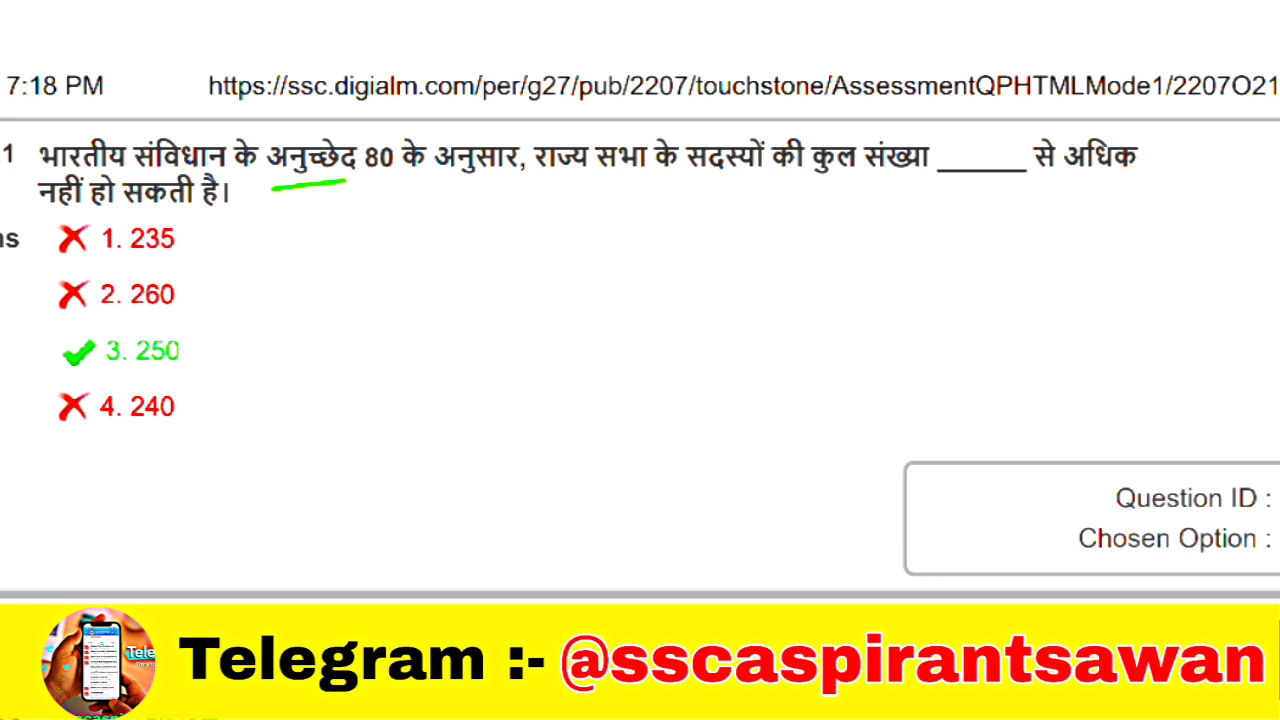 7:18 PM https://ssc.digialm.com/per/g27/pub/2207/touchstone/AssessmentQPHTMLMode1/2207O21
1 भारतीय संविधान के अनुच्छेद 80 के अनुसार, राज्य सभा के सदस्यों की कुल संख्या ______ से अधिक
नहीं हो सकती है।
ns 1. 235
2. 260
3. 250
4. 240
Question ID :
Chosen Option :
Telegram :- @sscaspirantsawan